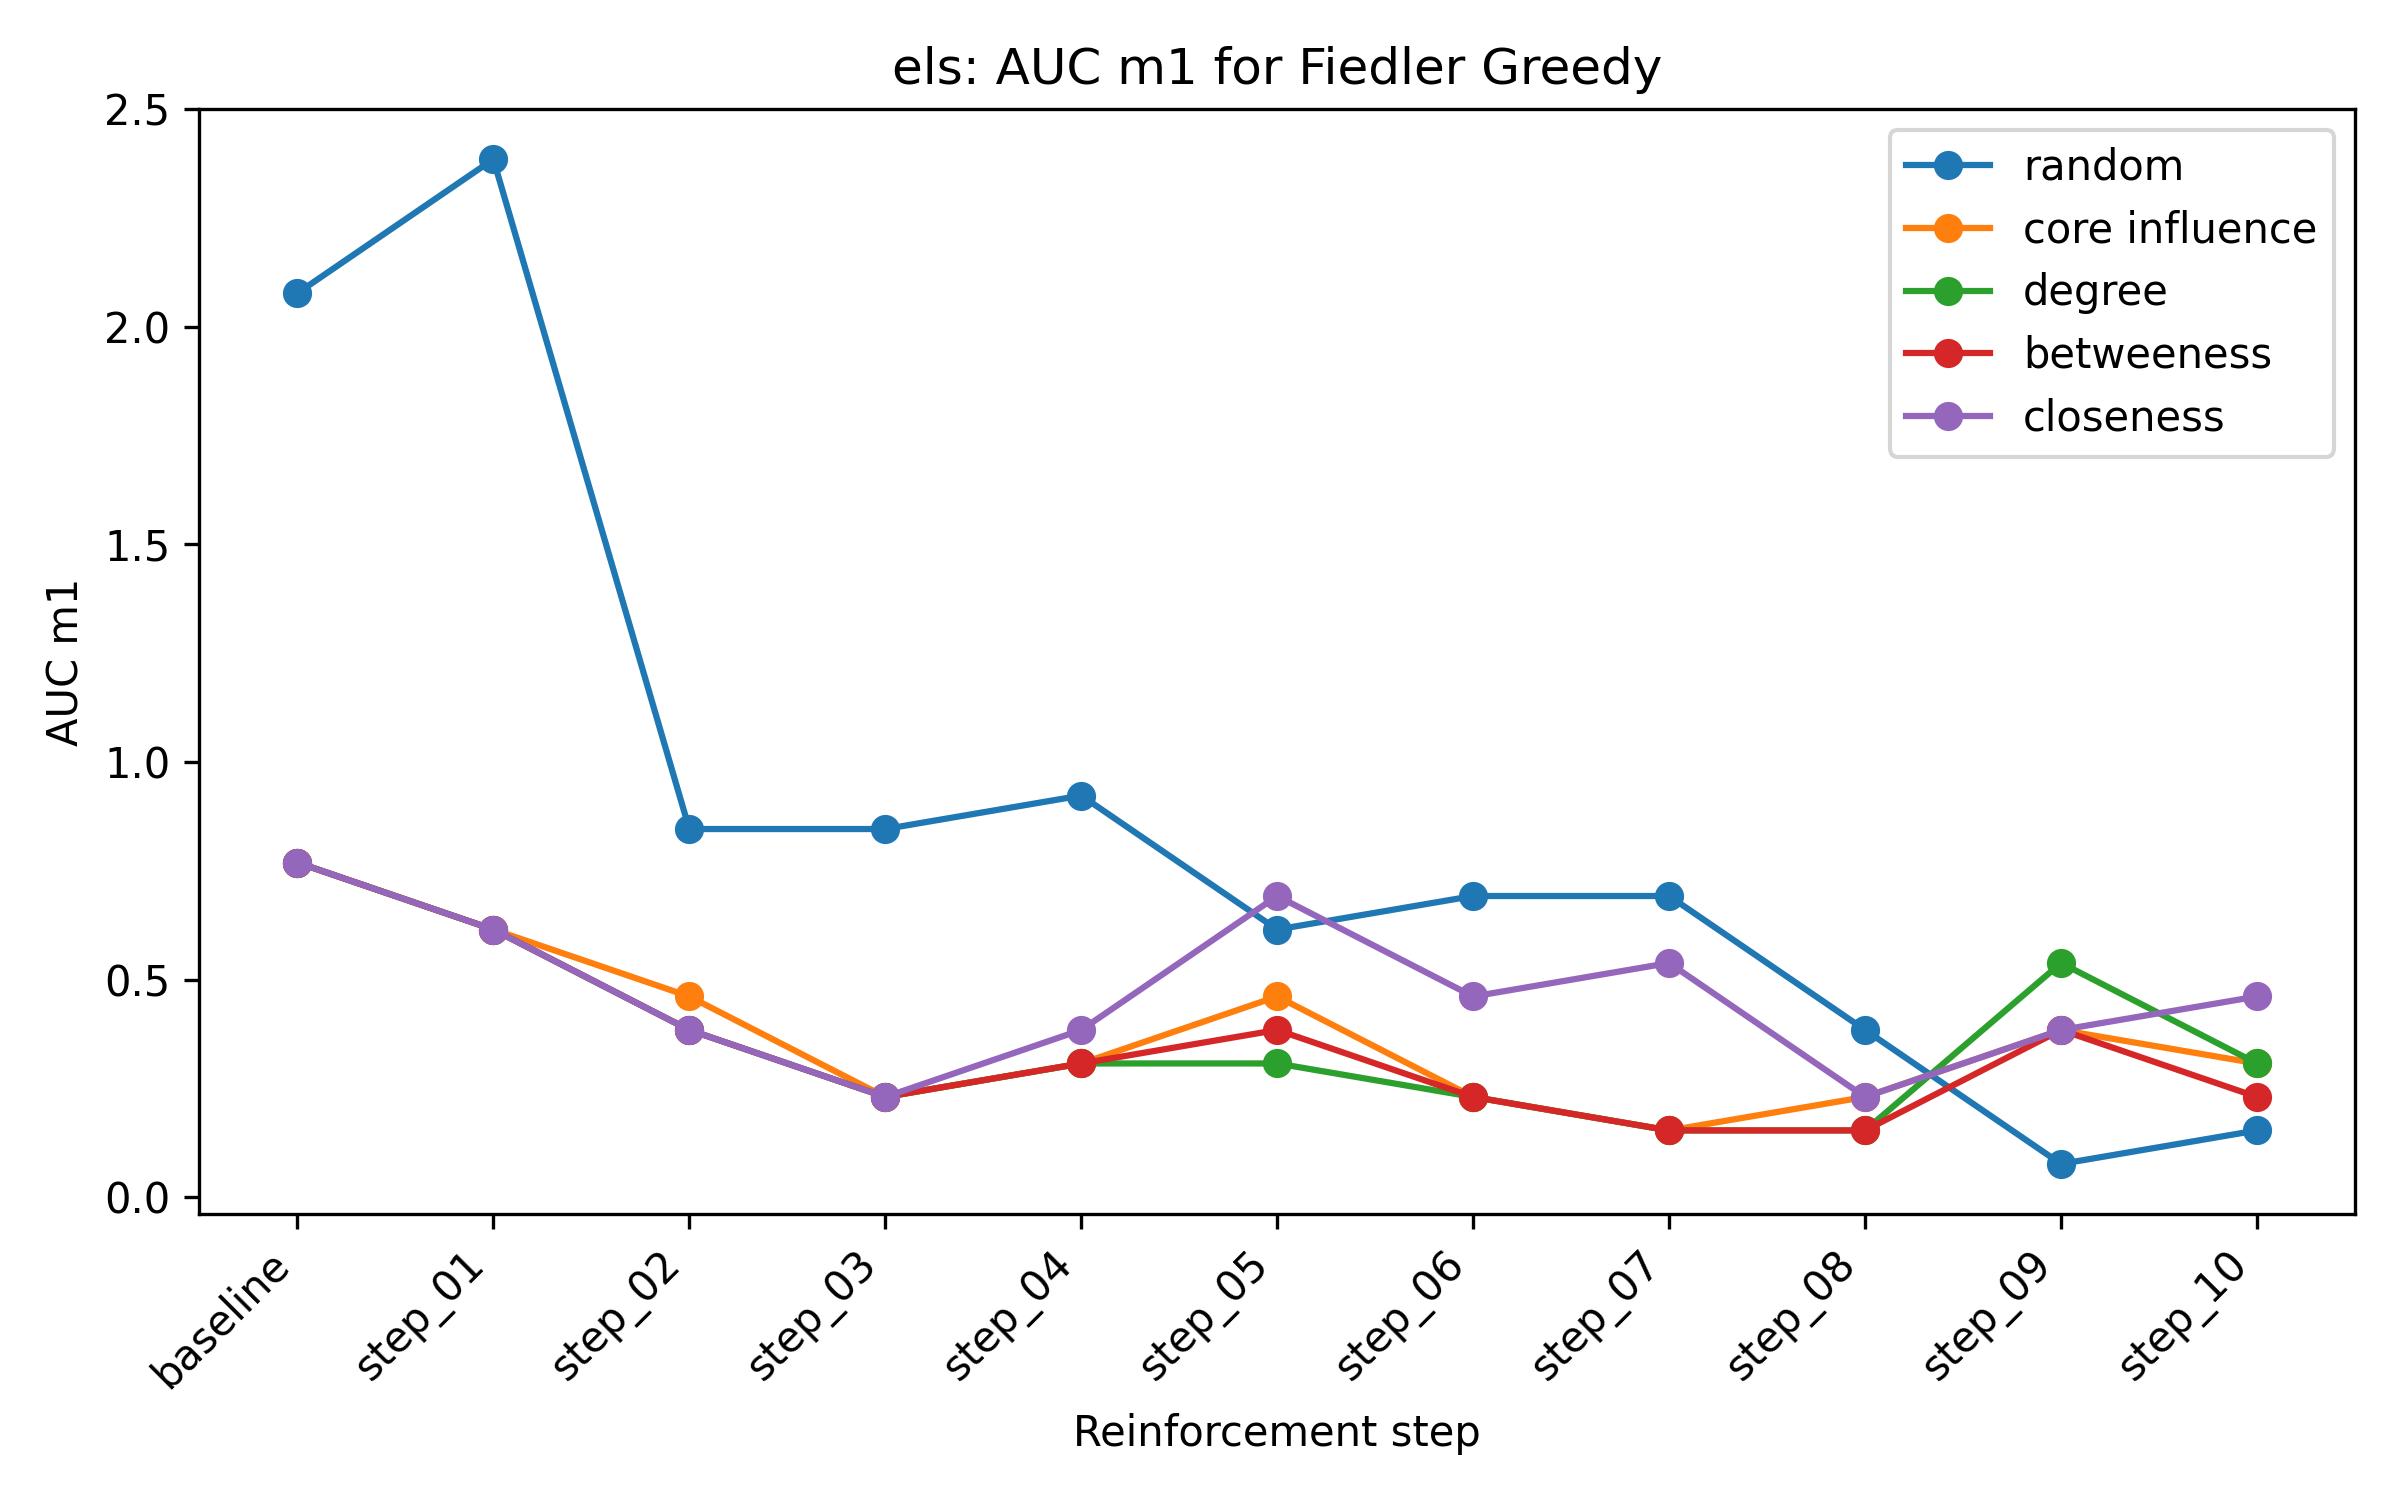 els: AUC m1 for Fiedler Greedy
2.5
2.0
1.5
1.0
0.5
0.0
AUC m1
random
core influence
degree
betweeness
closeness
baseline
step_01
step_02
step_03
step_04
step_05
step_06
step_07
step_08
step_09
step_10
Reinforcement step